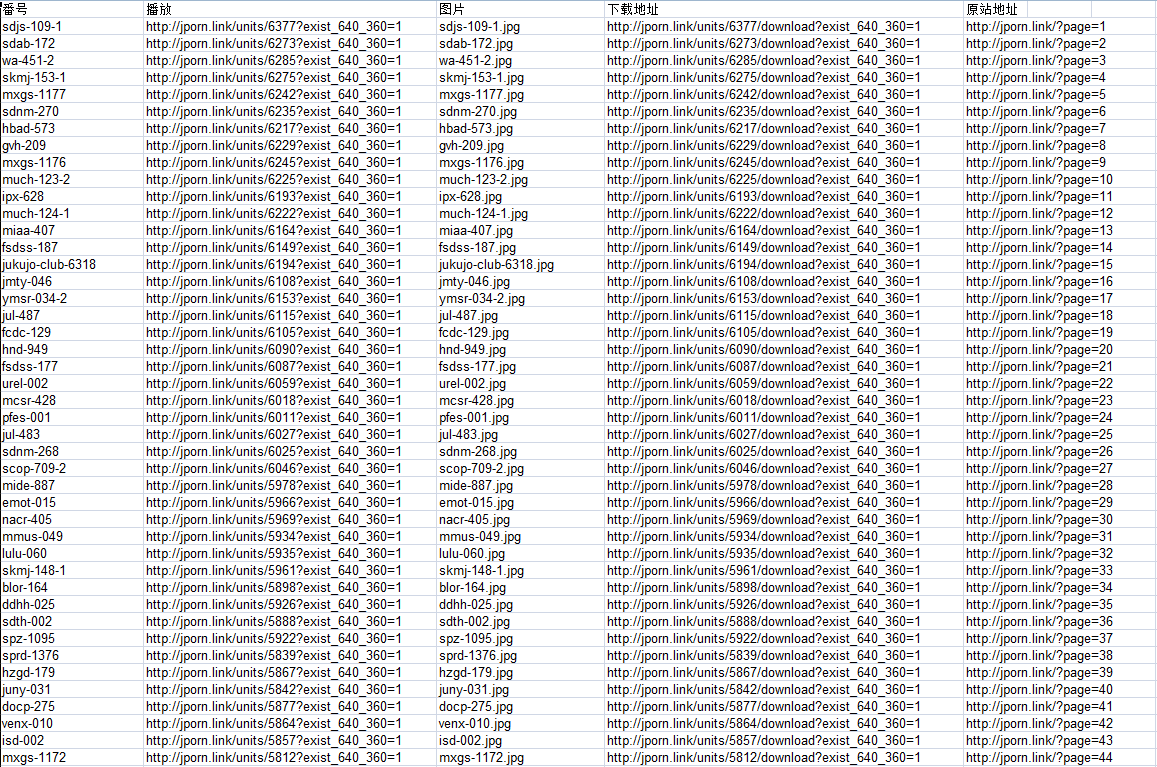 番号 播放 图片 下载地址 原站地址
sdjs-109-1 http://jporn.link/units/6377?exist_640_360=1 sdjs-109-1.jpg http://jporn.link/units/6377/download?exist_640_360=1 http://jporn.link/?page=1
sdab-172 http://jporn.link/units/6273?exist_640_360=1 sdab-172.jpg http://jporn.link/units/6273/download?exist_640_360=1 http://jporn.link/?page=2
wa-451-2 http://jporn.link/units/6285?exist_640_360=1 wa-451-2.jpg http://jporn.link/units/6285/download?exist_640_360=1 http://jporn.link/?page=3
skmj-153-1 http://jporn.link/units/6275?exist_640_360=1 skmj-153-1.jpg http://jporn.link/units/6275/download?exist_640_360=1 http://jporn.link/?page=4
mxgs-1177 http://jporn.link/units/6242?exist_640_360=1 mxgs-1177.jpg http://jporn.link/units/6242/download?exist_640_360=1 http://jporn.link/?page=5
sdnm-270 http://jporn.link/units/6235?exist_640_360=1 sdnm-270.jpg http://jporn.link/units/6235/download?exist_640_360=1 http://jporn.link/?page=6
hbad-573 http://jporn.link/units/6217?exist_640_360=1 hbad-573.jpg http://jporn.link/units/6217/download?exist_640_360=1 http://jporn.link/?page=7
gvh-209 http://jporn.link/units/6229?exist_640_360=1 gvh-209.jpg http://jporn.link/units/6229/download?exist_640_360=1 http://jporn.link/?page=8
mxgs-1176 http://jporn.link/units/6245?exist_640_360=1 mxgs-1176.jpg http://jporn.link/units/6245/download?exist_640_360=1 http://jporn.link/?page=9
much-123-2 http://jporn.link/units/6225?exist_640_360=1 much-123-2.jpg http://jporn.link/units/6225/download?exist_640_360=1 http://jporn.link/?page=10
ipx-628 http://jporn.link/units/6193?exist_640_360=1 ipx-628.jpg http://jporn.link/units/6193/download?exist_640_360=1 http://jporn.link/?page=11
much-124-1 http://jporn.link/units/6222?exist_640_360=1 much-124-1.jpg http://jporn.link/units/6222/download?exist_640_360=1 http://jporn.link/?page=12
miaa-407 http://jporn.link/units/6164?exist_640_360=1 miaa-407.jpg http://jporn.link/units/6164/download?exist_640_360=1 http://jporn.link/?page=13
fsdss-187 http://jporn.link/units/6149?exist_640_360=1 fsdss-187.jpg http://jporn.link/units/6149/download?exist_640_360=1 http://jporn.link/?page=14
jukujo-club-6318 http://jporn.link/units/6194?exist_640_360=1 jukujo-club-6318.jpg http://jporn.link/units/6194/download?exist_640_360=1 http://jporn.link/?page=15
jmty-046 http://jporn.link/units/6108?exist_640_360=1 jmty-046.jpg http://jporn.link/units/6108/download?exist_640_360=1 http://jporn.link/?page=16
ymsr-034-2 http://jporn.link/units/6153?exist_640_360=1 ymsr-034-2.jpg http://jporn.link/units/6153/download?exist_640_360=1 http://jporn.link/?page=17
jul-487 http://jporn.link/units/6115?exist_640_360=1 jul-487.jpg http://jporn.link/units/6115/download?exist_640_360=1 http://jporn.link/?page=18
fcdc-129 http://jporn.link/units/6105?exist_640_360=1 fcdc-129.jpg http://jporn.link/units/6105/download?exist_640_360=1 http://jporn.link/?page=19
hnd-949 http://jporn.link/units/6090?exist_640_360=1 hnd-949.jpg http://jporn.link/units/6090/download?exist_640_360=1 http://jporn.link/?page=20
fsdss-177 http://jporn.link/units/6087?exist_640_360=1 fsdss-177.jpg http://jporn.link/units/6087/download?exist_640_360=1 http://jporn.link/?page=21
urel-002 http://jporn.link/units/6059?exist_640_360=1 urel-002.jpg http://jporn.link/units/6059/download?exist_640_360=1 http://jporn.link/?page=22
mcsr-428 http://jporn.link/units/6018?exist_640_360=1 mcsr-428.jpg http://jporn.link/units/6018/download?exist_640_360=1 http://jporn.link/?page=23
pfes-001 http://jporn.link/units/6011?exist_640_360=1 pfes-001.jpg http://jporn.link/units/6011/download?exist_640_360=1 http://jporn.link/?page=24
jul-483 http://jporn.link/units/6027?exist_640_360=1 jul-483.jpg http://jporn.link/units/6027/download?exist_640_360=1 http://jporn.link/?page=25
sdnm-268 http://jporn.link/units/6025?exist_640_360=1 sdnm-268.jpg http://jporn.link/units/6025/download?exist_640_360=1 http://jporn.link/?page=26
scop-709-2 http://jporn.link/units/6046?exist_640_360=1 scop-709-2.jpg http://jporn.link/units/6046/download?exist_640_360=1 http://jporn.link/?page=27
mide-887 http://jporn.link/units/5978?exist_640_360=1 mide-887.jpg http://jporn.link/units/5978/download?exist_640_360=1 http://jporn.link/?page=28
emot-015 http://jporn.link/units/5966?exist_640_360=1 emot-015.jpg http://jporn.link/units/5966/download?exist_640_360=1 http://jporn.link/?page=29
nacr-405 http://jporn.link/units/5969?exist_640_360=1 nacr-405.jpg http://jporn.link/units/5969/download?exist_640_360=1 http://jporn.link/?page=30
mmus-049 http://jporn.link/units/5934?exist_640_360=1 mmus-049.jpg http://jporn.link/units/5934/download?exist_640_360=1 http://jporn.link/?page=31
lulu-060 http://jporn.link/units/5935?exist_640_360=1 lulu-060.jpg http://jporn.link/units/5935/download?exist_640_360=1 http://jporn.link/?page=32
skmj-148-1 http://jporn.link/units/5961?exist_640_360=1 skmj-148-1.jpg http://jporn.link/units/5961/download?exist_640_360=1 http://jporn.link/?page=33
blor-164 http://jporn.link/units/5898?exist_640_360=1 blor-164.jpg http://jporn.link/units/5898/download?exist_640_360=1 http://jporn.link/?page=34
ddhh-025 http://jporn.link/units/5926?exist_640_360=1 ddhh-025.jpg http://jporn.link/units/5926/download?exist_640_360=1 http://jporn.link/?page=35
sdth-002 http://jporn.link/units/5888?exist_640_360=1 sdth-002.jpg http://jporn.link/units/5888/download?exist_640_360=1 http://jporn.link/?page=36
spz-1095 http://jporn.link/units/5922?exist_640_360=1 spz-1095.jpg http://jporn.link/units/5922/download?exist_640_360=1 http://jporn.link/?page=37
sprd-1376 http://jporn.link/units/5839?exist_640_360=1 sprd-1376.jpg http://jporn.link/units/5839/download?exist_640_360=1 http://jporn.link/?page=38
hzgd-179 http://jporn.link/units/5867?exist_640_360=1 hzgd-179.jpg http://jporn.link/units/5867/download?exist_640_360=1 http://jporn.link/?page=39
juny-031 http://jporn.link/units/5842?exist_640_360=1 juny-031.jpg http://jporn.link/units/5842/download?exist_640_360=1 http://jporn.link/?page=40
docp-275 http://jporn.link/units/5877?exist_640_360=1 docp-275.jpg http://jporn.link/units/5877/download?exist_640_360=1 http://jporn.link/?page=41
venx-010 http://jporn.link/units/5864?exist_640_360=1 venx-010.jpg http://jporn.link/units/5864/download?exist_640_360=1 http://jporn.link/?page=42
isd-002 http://jporn.link/units/5857?exist_640_360=1 isd-002.jpg http://jporn.link/units/5857/download?exist_640_360=1 http://jporn.link/?page=43
mxgs-1172 http://jporn.link/units/5812?exist_640_360=1 mxgs-1172.jpg http://jporn.link/units/5812/download?exist_640_360=1 http://jporn.link/?page=44